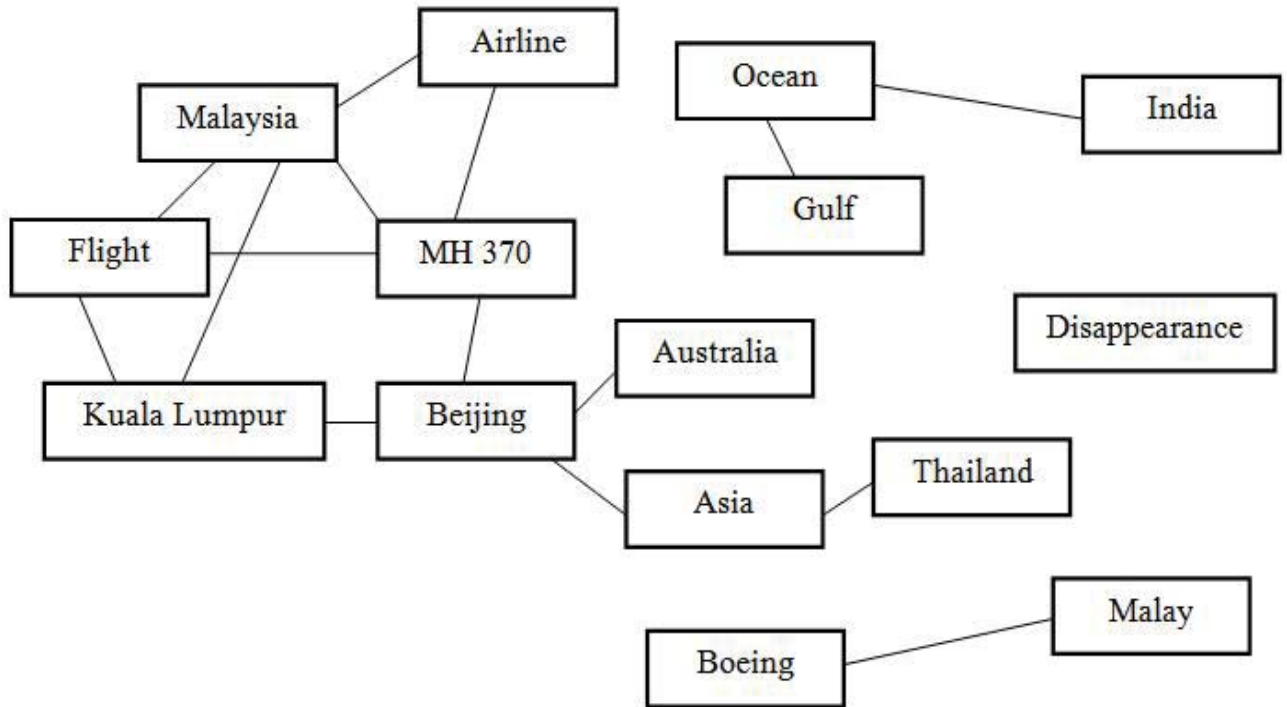 Airline
Ocean
India
Malaysia
Gulf
Flight
MH 370
Disappearance
Australia
Kuala Lumpur
Beijing
Thailand
Asia
Malay
Boeing